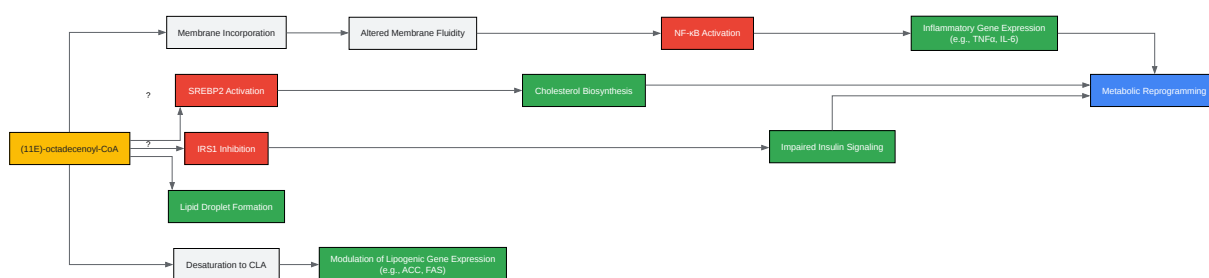 Membrane Incorporation
Altered Membrane Fluidity
NF-κB Activation
Inflammatory Gene Expression
(e.g., TNFα, IL-6)
?
SREBP2 Activation
Cholesterol Biosynthesis
Metabolic Reprogramming
(11E)-octadecenoyl-CoA
?
IRS1 Inhibition
Impaired Insulin Signaling
Lipid Droplet Formation
Desaturation to CLA
Modulation of Lipogenic Gene Expression
(e.g., ACC, FAS)